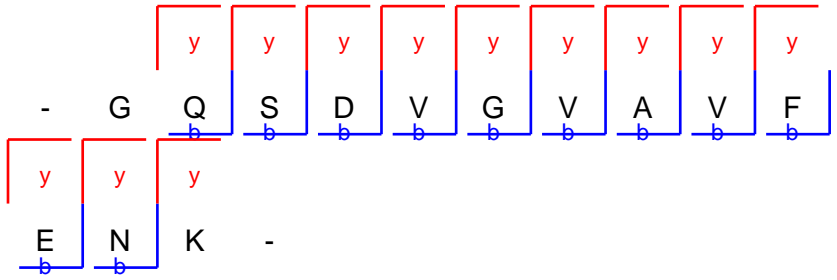 y y y y y y y y y
- G Q S D V G V A V F
b b b b b b b b b
y y y
E N K -
b b